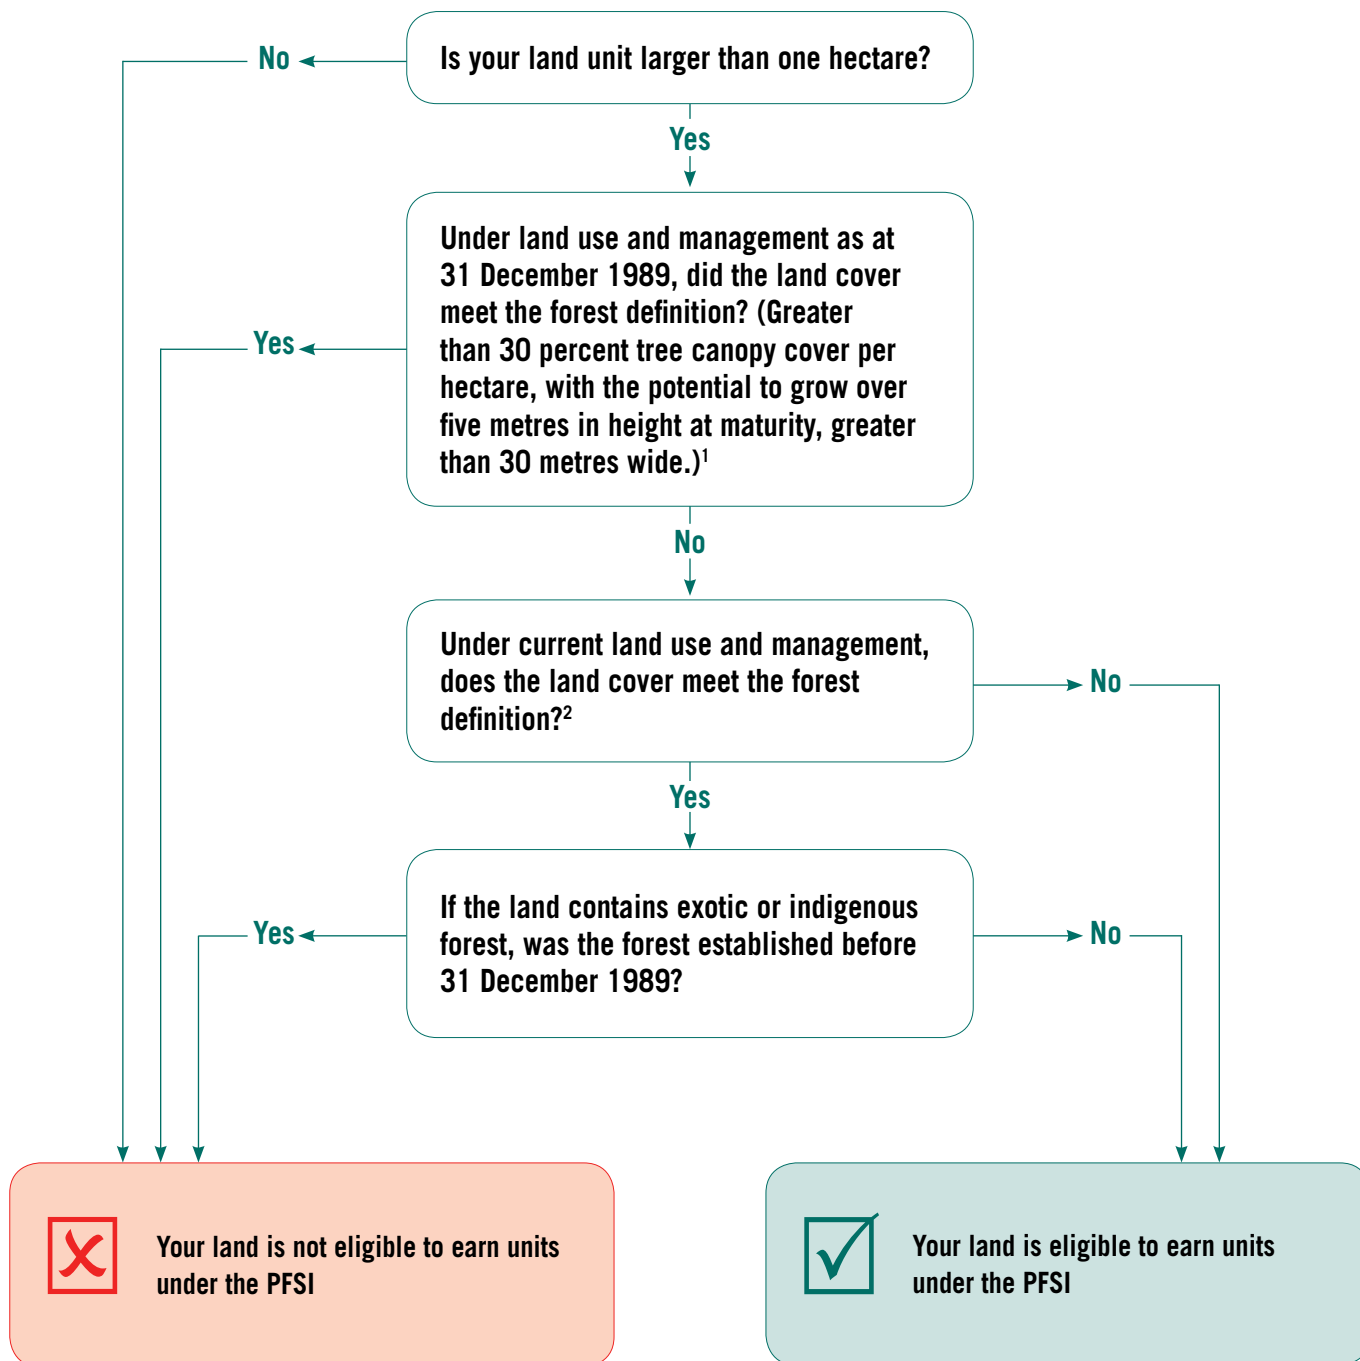 No
Is your land unit larger than one hectare?
Yes
Under land use and management as at
31 December 1989, did the land cover
meet the forest definition? (Greater
than 30 percent tree canopy cover per
hectare, with the potential to grow over
five metres in height at maturity, greater
than 30 metres wide.)¹
Yes
No
Under current land use and management,
does the land cover meet the forest
definition?²
No
Yes
If the land contains exotic or indigenous
forest, was the forest established before
31 December 1989?
Yes
No
Your land is not eligible to earn units
under the PFSI
Your land is eligible to earn units
under the PFSI